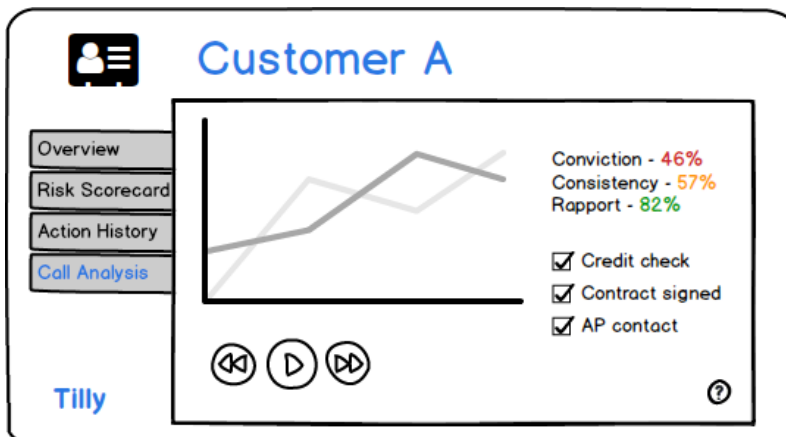 Customer A
Overview
Risk Scorecard
Action History
Call Analysis
Conviction - 46%
Consistency - 57%
Rapport - 82%
Credit check
Contract signed
AP contact
Tilly
?